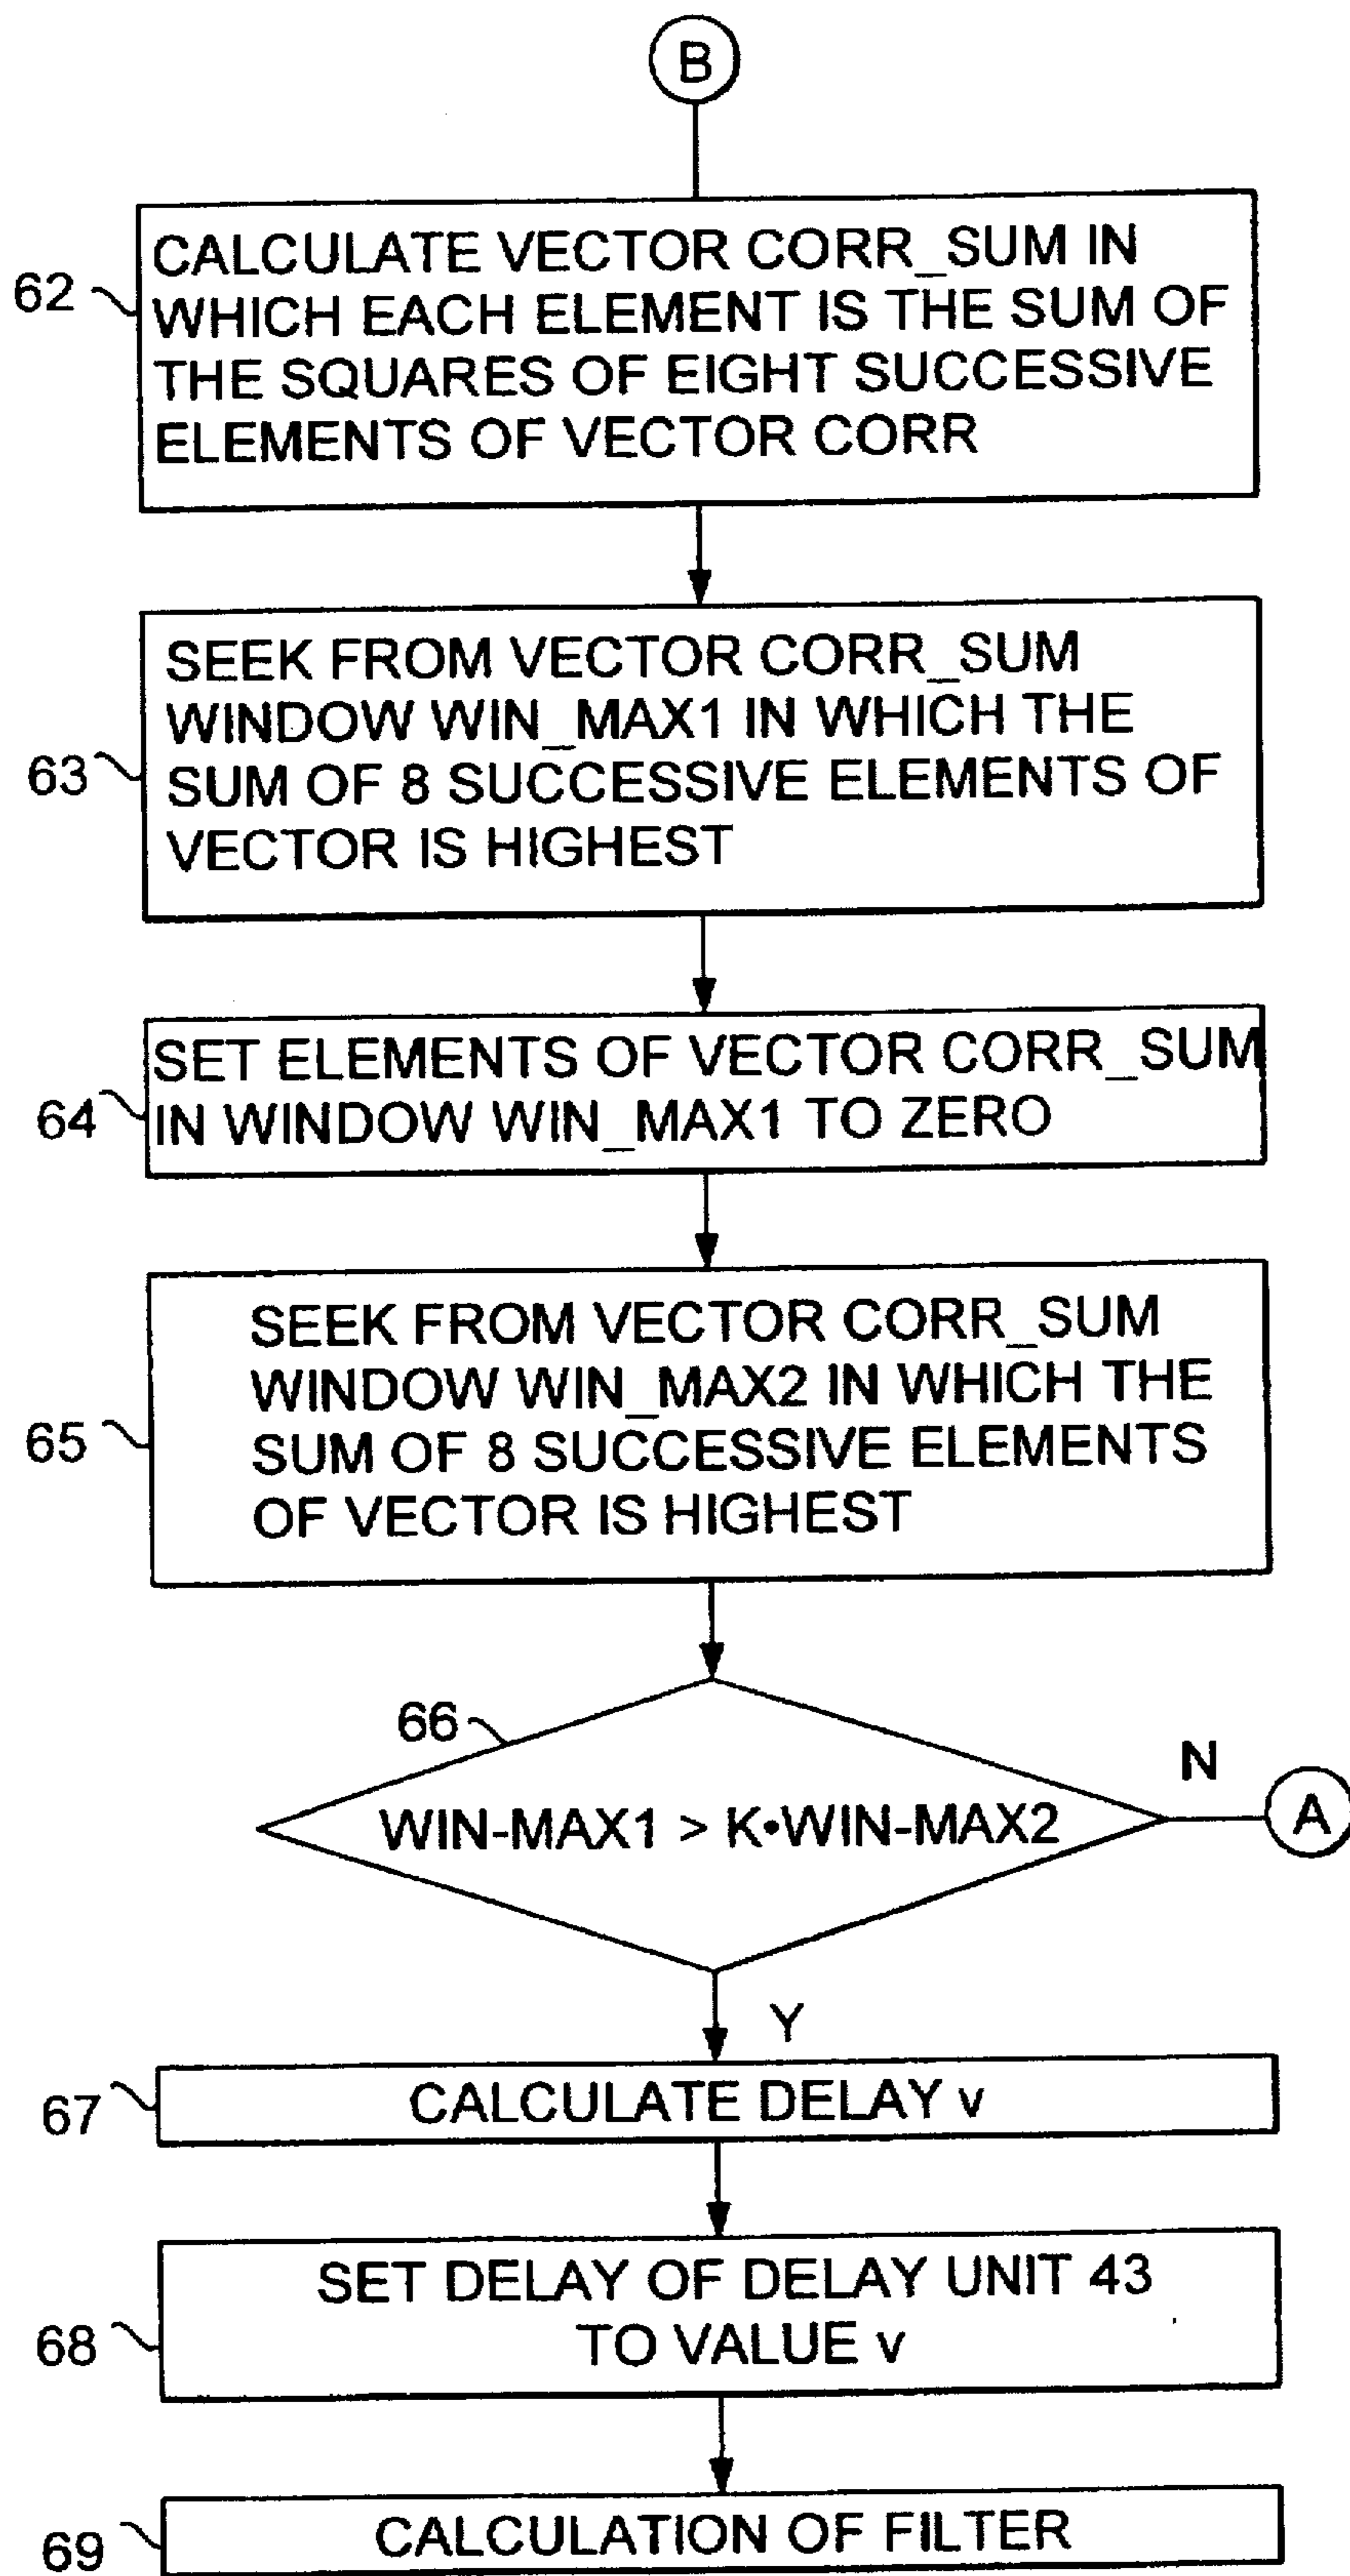 B
62
CALCULATE VECTOR CORR_SUM IN
WHICH EACH ELEMENT IS THE SUM OF
THE SQUARES OF EIGHT SUCCESSIVE
ELEMENTS OF VECTOR CORR
63
SEEK FROM VECTOR CORR_SUM
WINDOW WIN_MAX1 IN WHICH THE
SUM OF 8 SUCCESSIVE ELEMENTS OF
VECTOR IS HIGHEST
64
SET ELEMENTS OF VECTOR CORR_SUM
IN WINDOW WIN_MAX1 TO ZERO
65
SEEK FROM VECTOR CORR_SUM
WINDOW WIN_MAX2 IN WHICH THE
SUM OF 8 SUCCESSIVE ELEMENTS
OF VECTOR IS HIGHEST
66
WIN-MAX1 > K•WIN-MAX2
N
A
Y
67
CALCULATE DELAY v
68
SET DELAY OF DELAY UNIT 43
TO VALUE v
69
CALCULATION OF FILTER